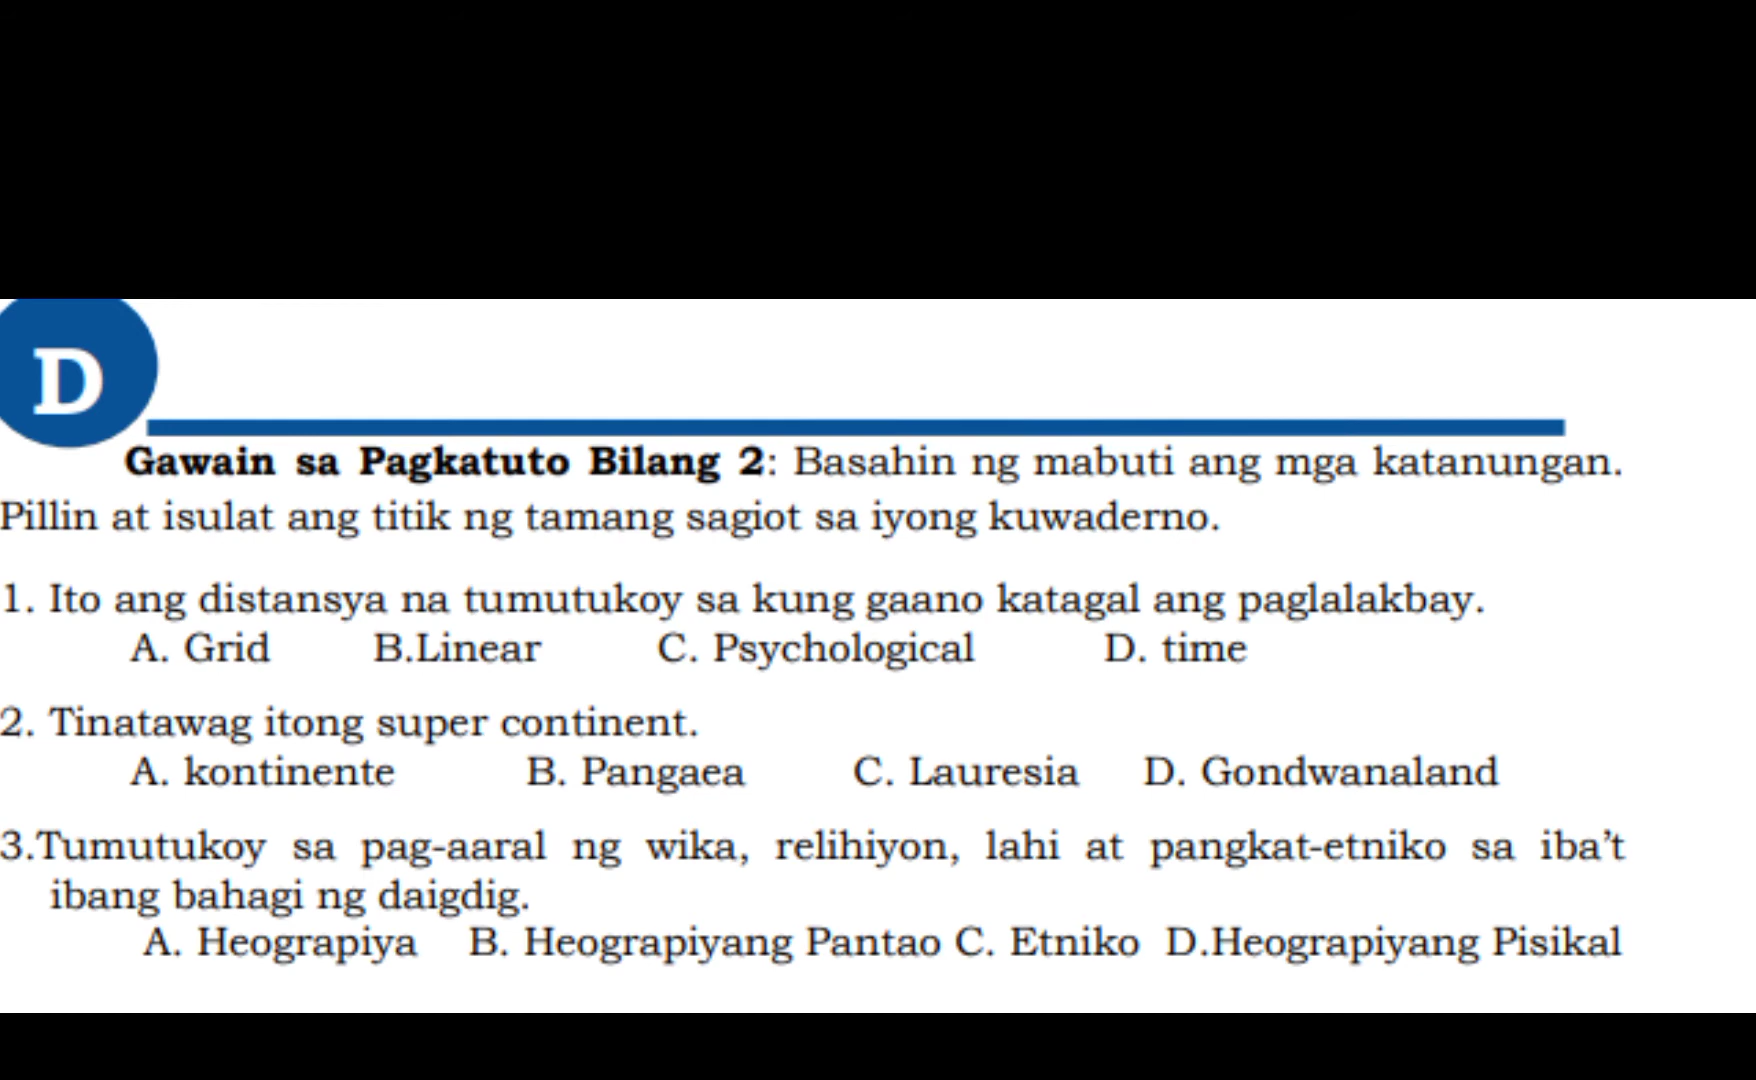 D
Gawain sa Pagkatuto Bilang 2: Basahin ng mabuti ang mga katanungan.
Pillin at isulat ang titik ng tamang sagiot sa iyong kuwaderno.
1. Ito ang distansya na tumutukoy sa kung gaano katagal ang paglalakbay.
A. Grid B.Linear C. Psychological D. time
2. Tinatawag itong super continent.
A. kontinente B. Pangaea C. Lauresia D. Gondwanaland
3.Tumutukoy sa pag-aaral ng wika, relihiyon, lahi at pangkat-etniko sa iba't
ibang bahagi ng daigdig.
A. Heograpiya B. Heograpiyang Pantao C. Etniko D.Heograpiyang Pisikal